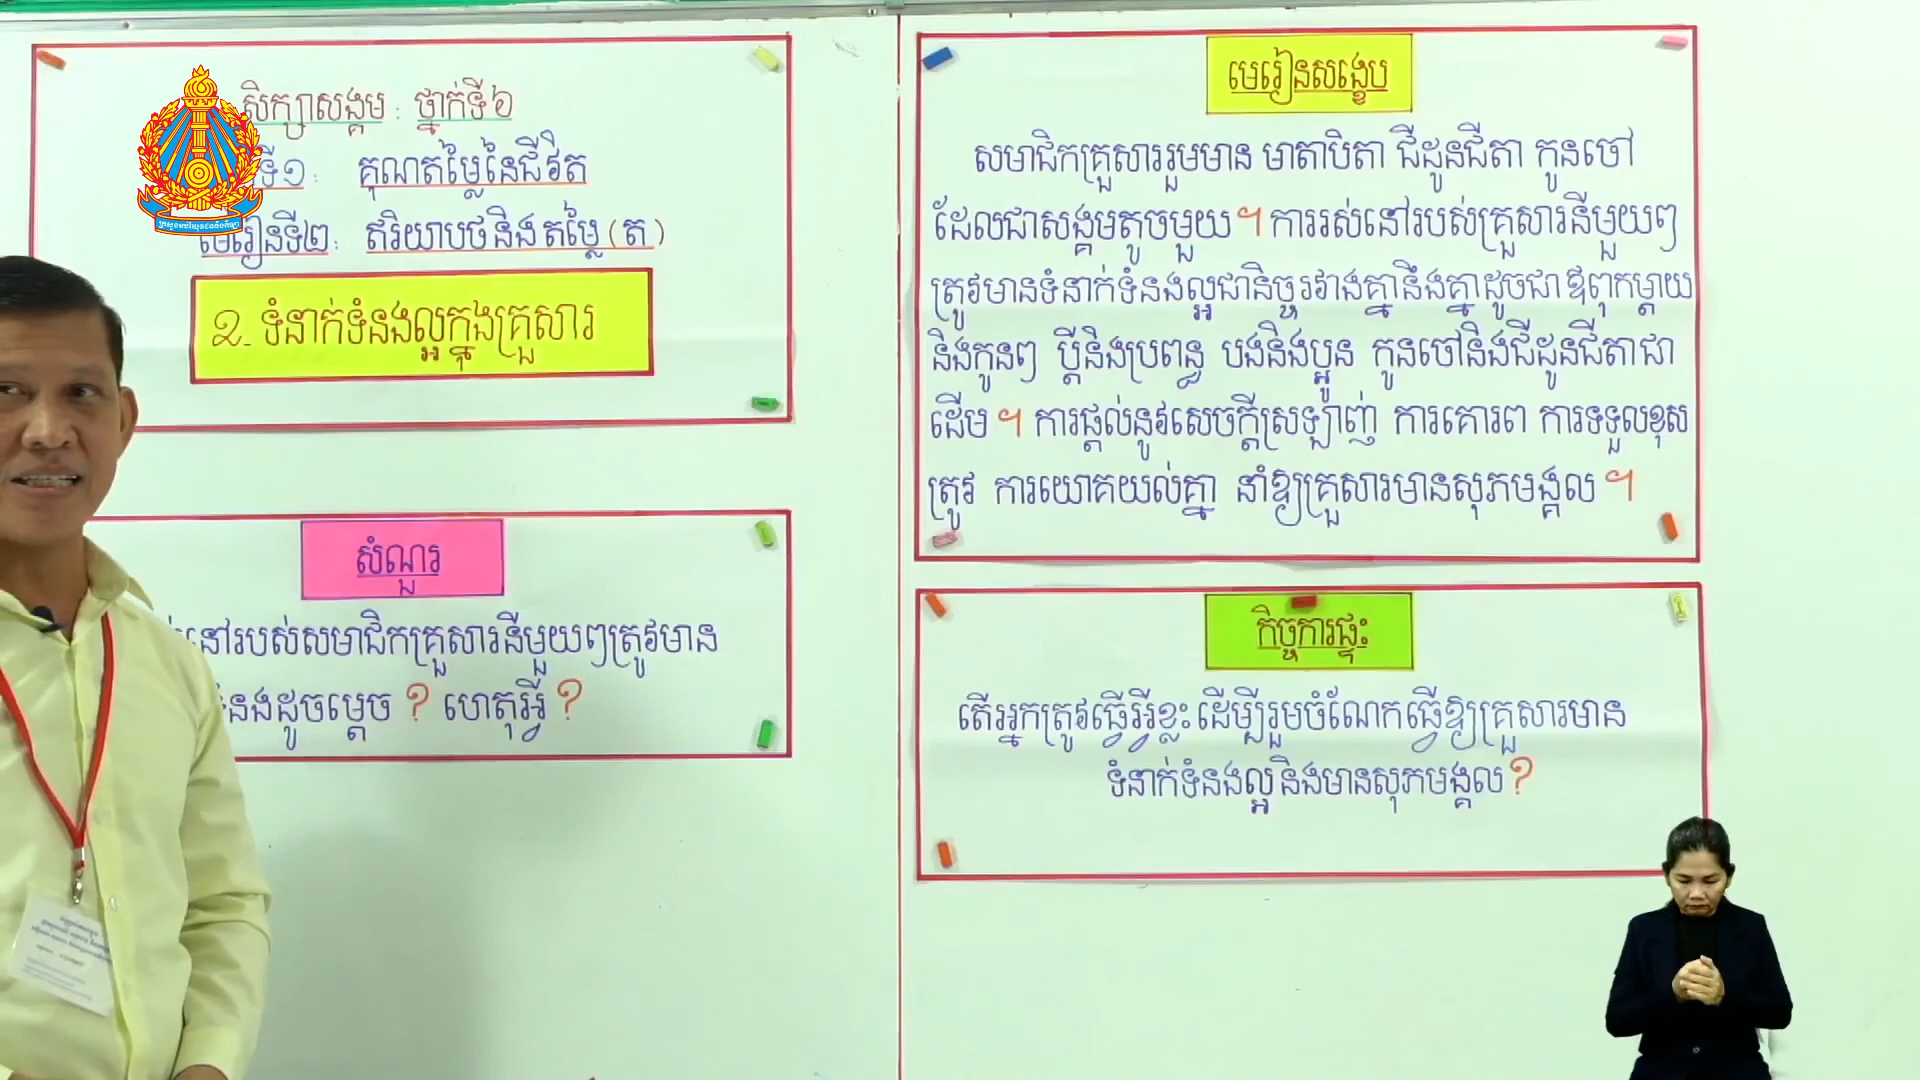 សិក្សាសង្គម : ថ្នាក់ទី៦
ទី១ : គុណតម្លៃនៃជីវិត
មេរៀនទី២ : ឥរិយាបថនិងតម្លៃ (ត)
២. ទំនាក់ទំនងល្អក្នុងគ្រួសារ
សំណួរ
នៅរបស់សមាជិកគ្រួសារនីមួយៗត្រូវមាន
នងដូចម្ដេច ? ហេតុអ្វី ?
មេរៀនសង្ខេប
សមាជិកគ្រួសាររួមមាន មាតាបិតា ជីដូនជីតា កូនចៅ
ដែលជាសង្គមតូចមួយ ។ ការរស់នៅរបស់គ្រួសារនីមួយៗ
ត្រូវមានទំនាក់ទំនងល្អជានិច្ចរវាងគ្នានឹងគ្នាដូចជា ឪពុកម្ដាយ
និងកូនៗ ប្ដីនិងប្រពន្ធ បងនិងប្អូន កូនចៅនិងជីដូនជីតាជា
ដើម ។ ការផ្ដល់នូវសេចក្ដីស្រឡាញ់ ការគោរព ការទទួលខុស
ត្រូវ ការយោគយល់គ្នា នាំឱ្យគ្រួសារមានសុភមង្គល ។
កិច្ចការផ្ទះ
តើអ្នកត្រូវធ្វើអ្វីខ្លះ ដើម្បីរួមចំណែកធ្វើឱ្យគ្រួសារមាន
ទំនាក់ទំនងល្អ និងមានសុភមង្គល ?